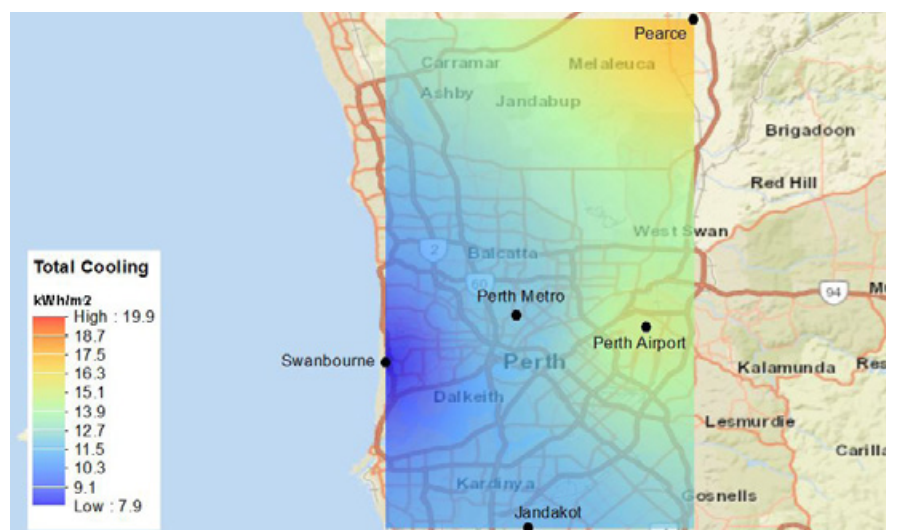 Pearce
Carramar
Melaleuca
Ashby
Jandabup
Brigadoon
Red Hill
West Swan
2
Balcatta
60
94
Perth Metro
Perth Airport
Swanbourne
Perth
Kalamunda
Dalkeith
Lesmurdie
Carilla
Kardinya
Gosnells
Jandakot
Total Cooling
kWh/m2
High : 19.9
18.7
17.5
16.3
15.1
13.9
12.7
11.5
10.3
9.1
Low : 7.9